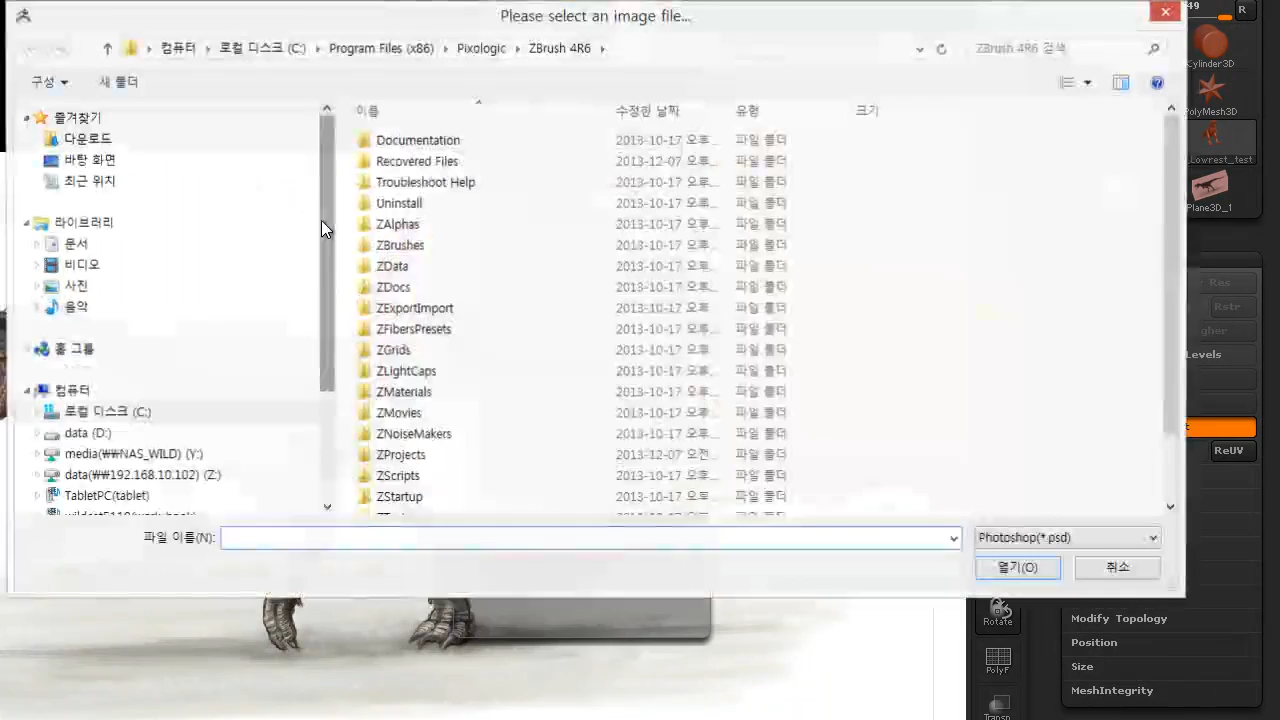 Please select an image file...
49
R
컴퓨터 로컬 디스크 (C:) Program Files (x86) Pixologic ZBrush 4R6
ZBrush 4R6 검색
구성 새 폴더
즐겨찾기
다운로드
바탕 화면
최근 위치
라이브러리
문서
비디오
사진
음악
홈 그룹
컴퓨터
로컬 디스크 (C:)
data (D:)
media(₩₩NAS_WILD) (Y:)
data(₩₩192.168.10.102) (Z:)
TabletPC(tablet)
이름 수정한 날짜 유형 크기
Documentation 2013-10-17 오후... 파일 폴더
Recovered Files 2013-12-07 오후... 파일 폴더
Troubleshoot Help 2013-10-17 오후... 파일 폴더
Uninstall 2013-10-17 오후... 파일 폴더
ZAlphas 2013-10-17 오후... 파일 폴더
ZBrushes 2013-10-17 오후... 파일 폴더
ZData 2013-10-17 오후... 파일 폴더
ZDocs 2013-10-17 오후... 파일 폴더
ZExportImport 2013-10-17 오후... 파일 폴더
ZFibersPresets 2013-10-17 오후... 파일 폴더
ZGrids 2013-10-17 오후... 파일 폴더
ZLightCaps 2013-10-17 오후... 파일 폴더
ZMaterials 2013-10-17 오후... 파일 폴더
ZMovies 2013-10-17 오후... 파일 폴더
ZNoiseMakers 2013-10-17 오후... 파일 폴더
ZProjects 2013-12-07 오전... 파일 폴더
ZScripts 2013-10-17 오후... 파일 폴더
ZStartup 2013-10-17 오후... 파일 폴더
파일 이름(N):
Photoshop(*.psd)
열기(O) 취소
Cylinder3D
PolyMesh3D
_Lowest_test
Plane3D_1
Res
Rstr
gher
Levels
t
ReUV
Rotate
PolyF
Transp
Modify Topology
Position
Size
MeshIntegrity